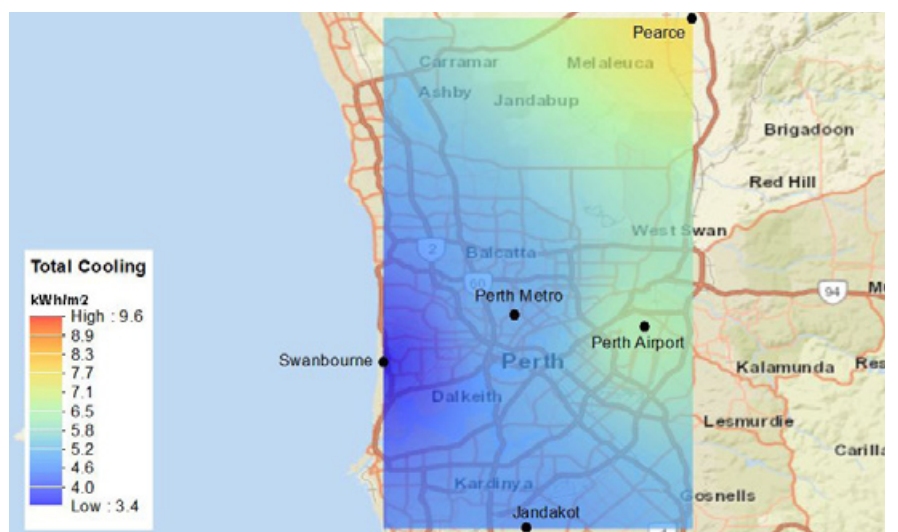 Pearce
Carramar
Melaleuca
Ashby
Jandabup
Brigadoon
Red Hill
West Swan
2
Balcatta
Total Cooling
60
94
kWh/m2
Perth Metro
High : 9.6
8.9
8.3
7.7
7.1
6.5
5.8
5.2
4.6
4.0
Low : 3.4
Perth Airport
Swanbourne
Perth
Kalamunda
Dalkeith
Lesmurdie
Kardinya
Gosnells
Jandakot